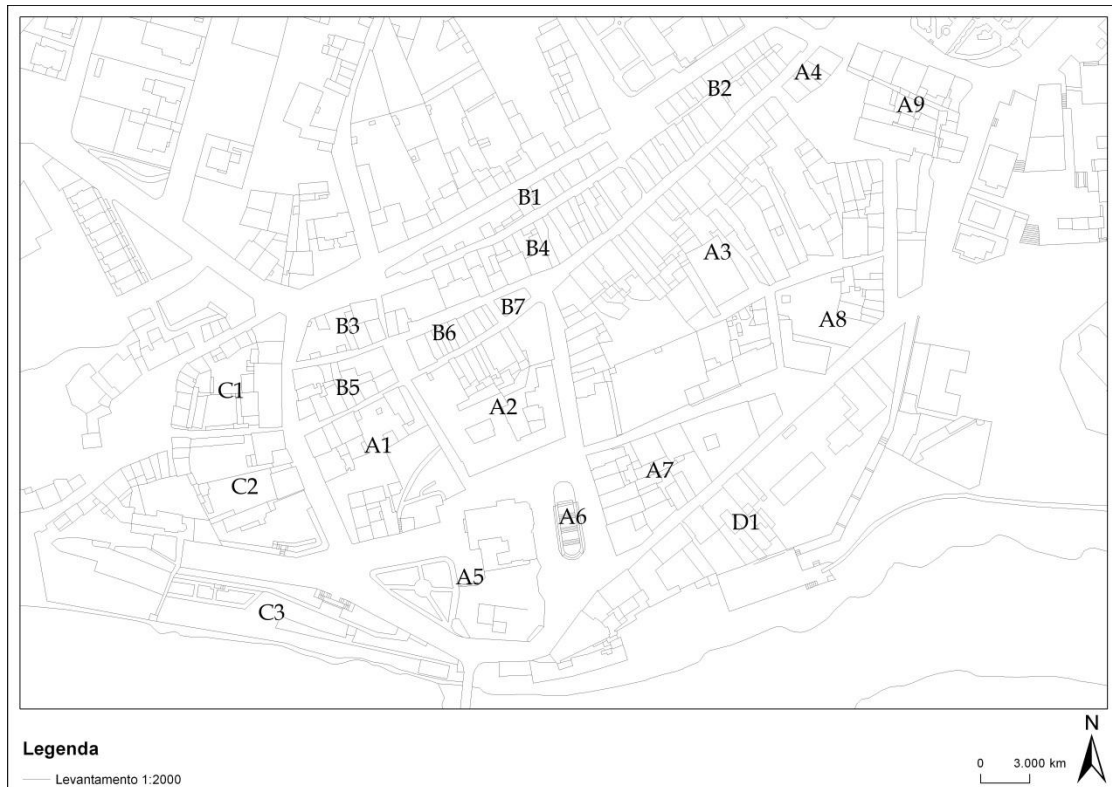 A4
B2
A9
B1
B4
A3
B7
B3
B6
A8
C1
B5
A2
A1
A7
C2
A6
D1
A5
C3
N
Legenda
0 3.000 km
Levantamento 1:2000